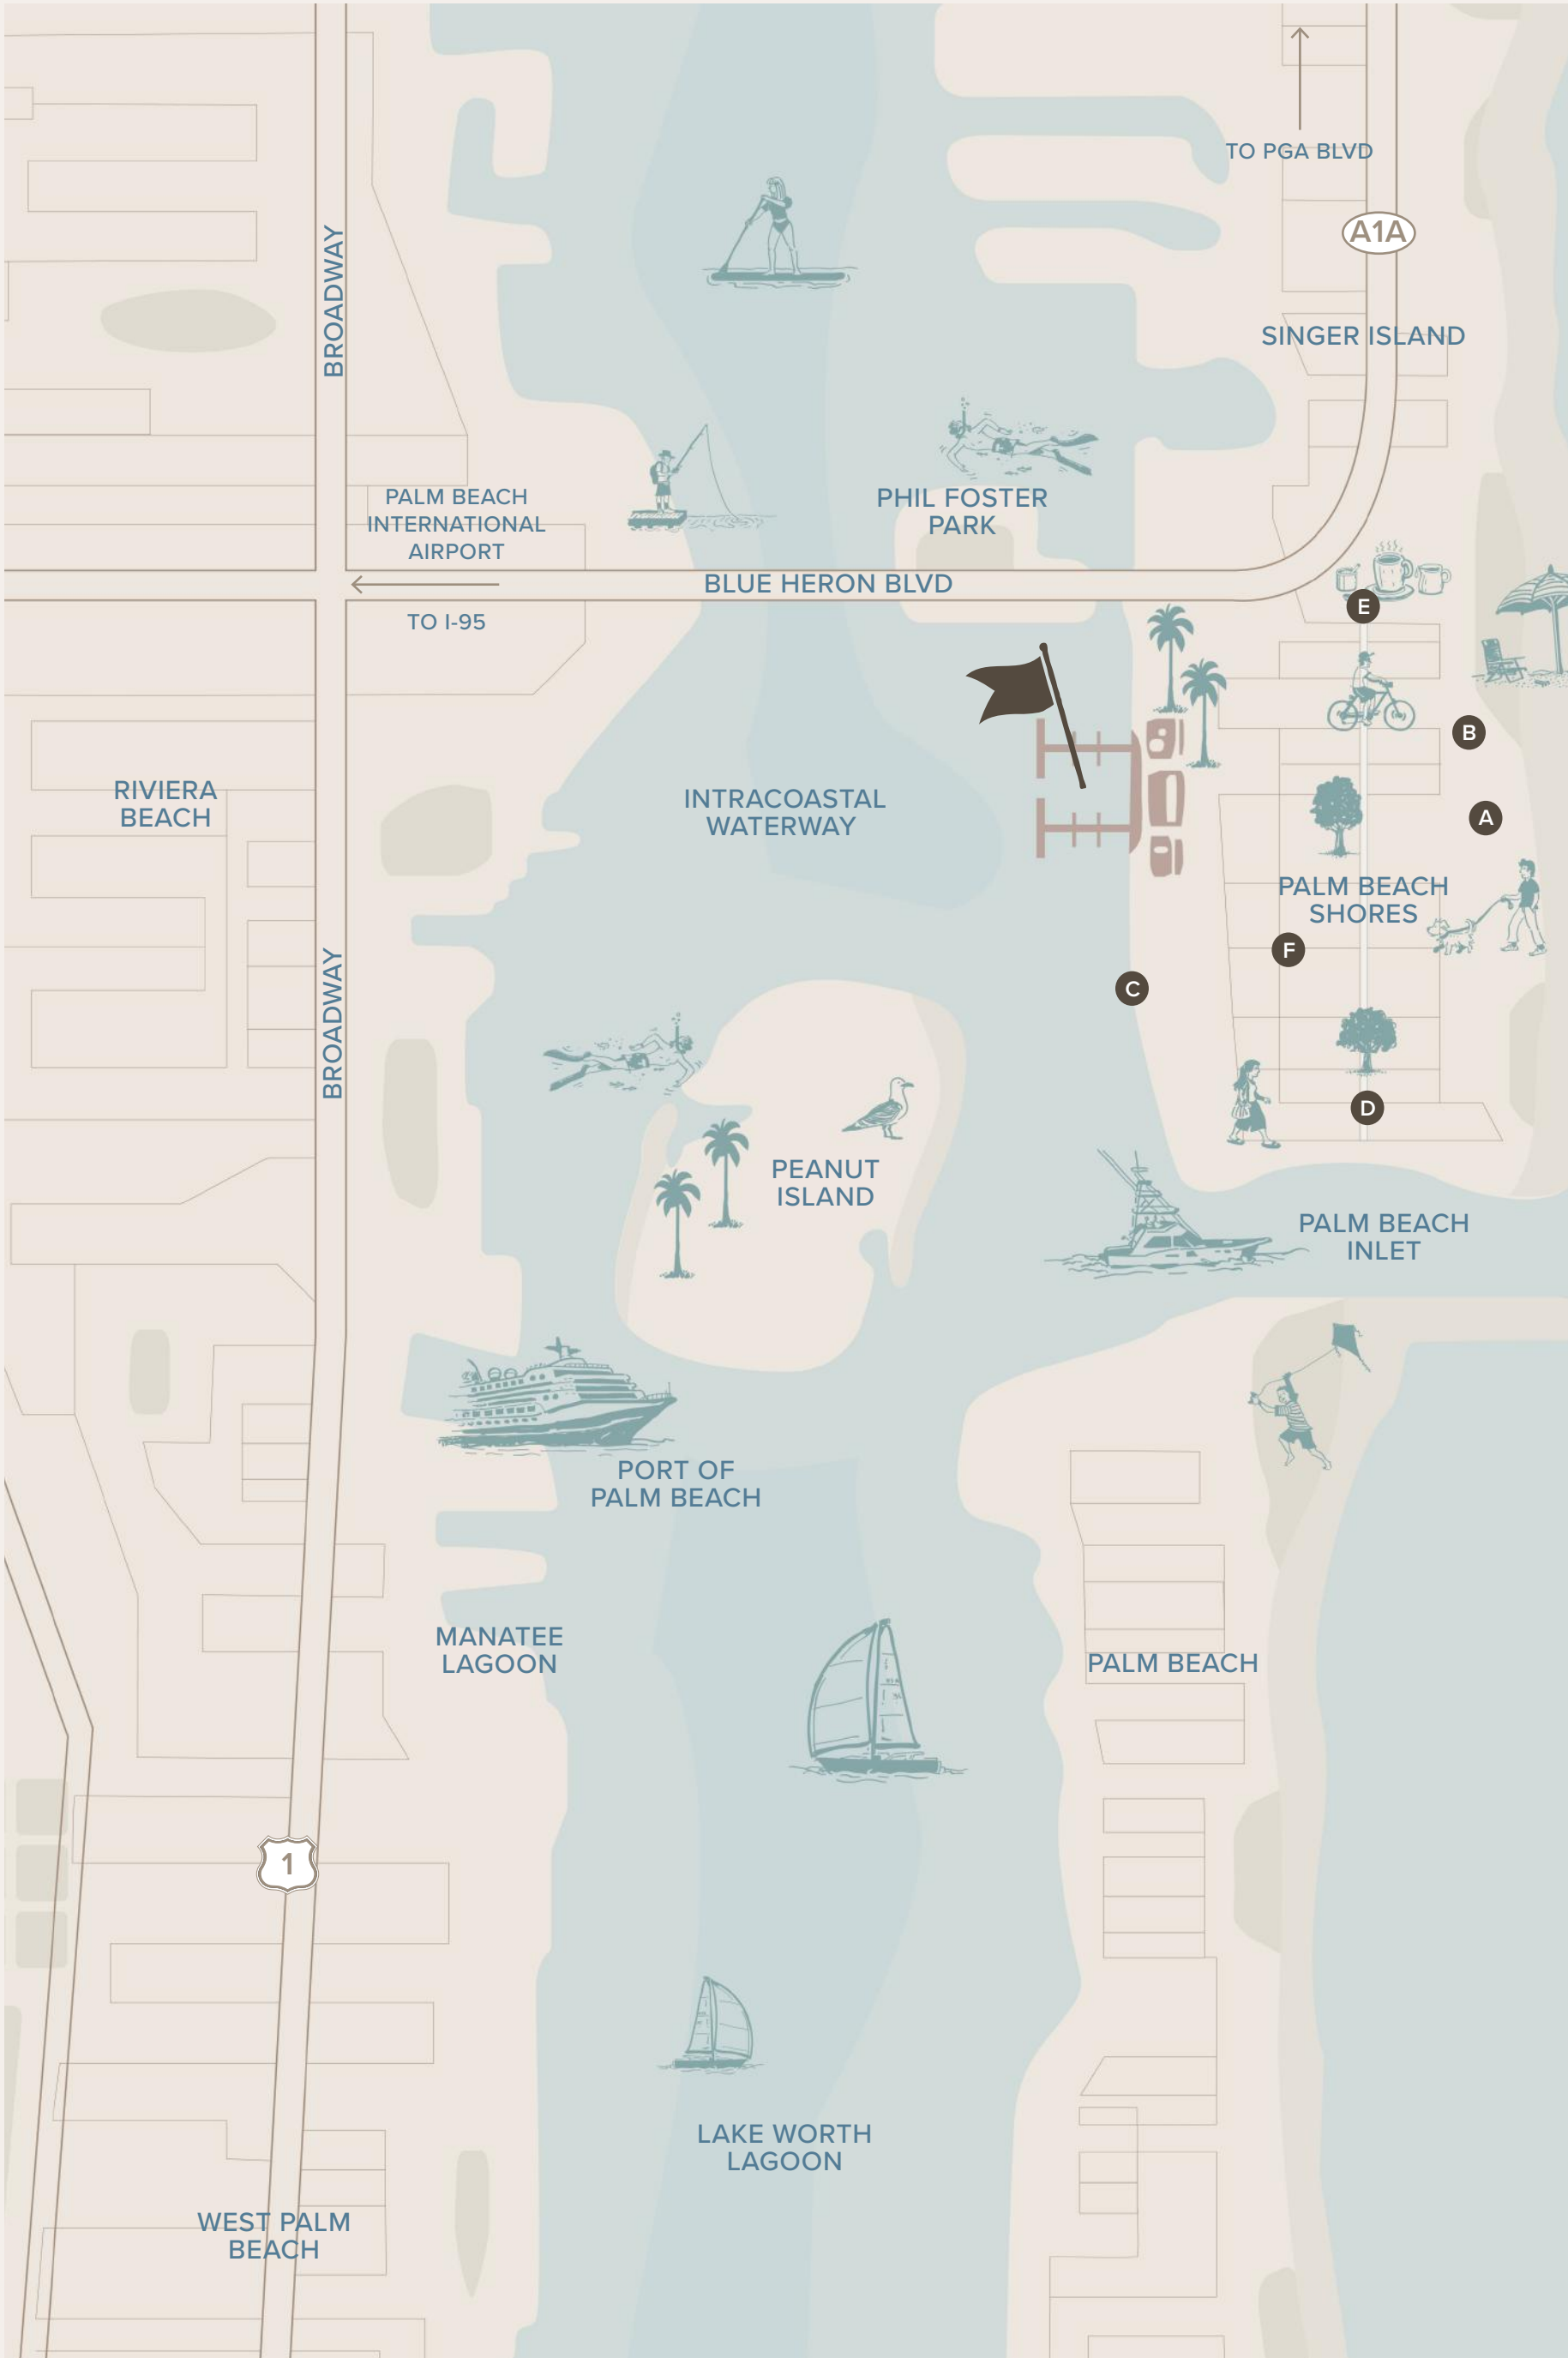 TO PGA BLVD
A1A
BROADWAY
SINGER ISLAND
PALM BEACH
INTERNATIONAL
AIRPORT
PHIL FOSTER
PARK
BLUE HERON BLVD
TO I-95
E
B
RIVIERA
BEACH
INTRACOASTAL
WATERWAY
A
PALM BEACH
SHORES
F
C
BROADWAY
D
PEANUT
ISLAND
PALM BEACH
INLET
PORT OF
PALM BEACH
MANATEE
LAGOON
PALM BEACH
1
LAKE WORTH
LAGOON
WEST PALM
BEACH